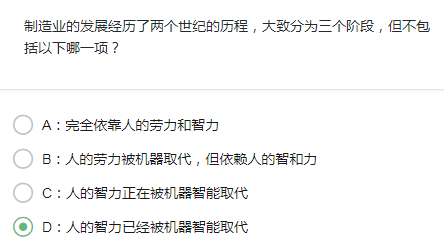 制造业的发展经历了两个世纪的历程，大致分为三个阶段，但不包
括以下哪一项？
A：完全依靠人的劳力和智力
B：人的劳力被机器取代，但依赖人的智和力
C：人的智力正在被机器智能取代
D：人的智力已经被机器智能取代